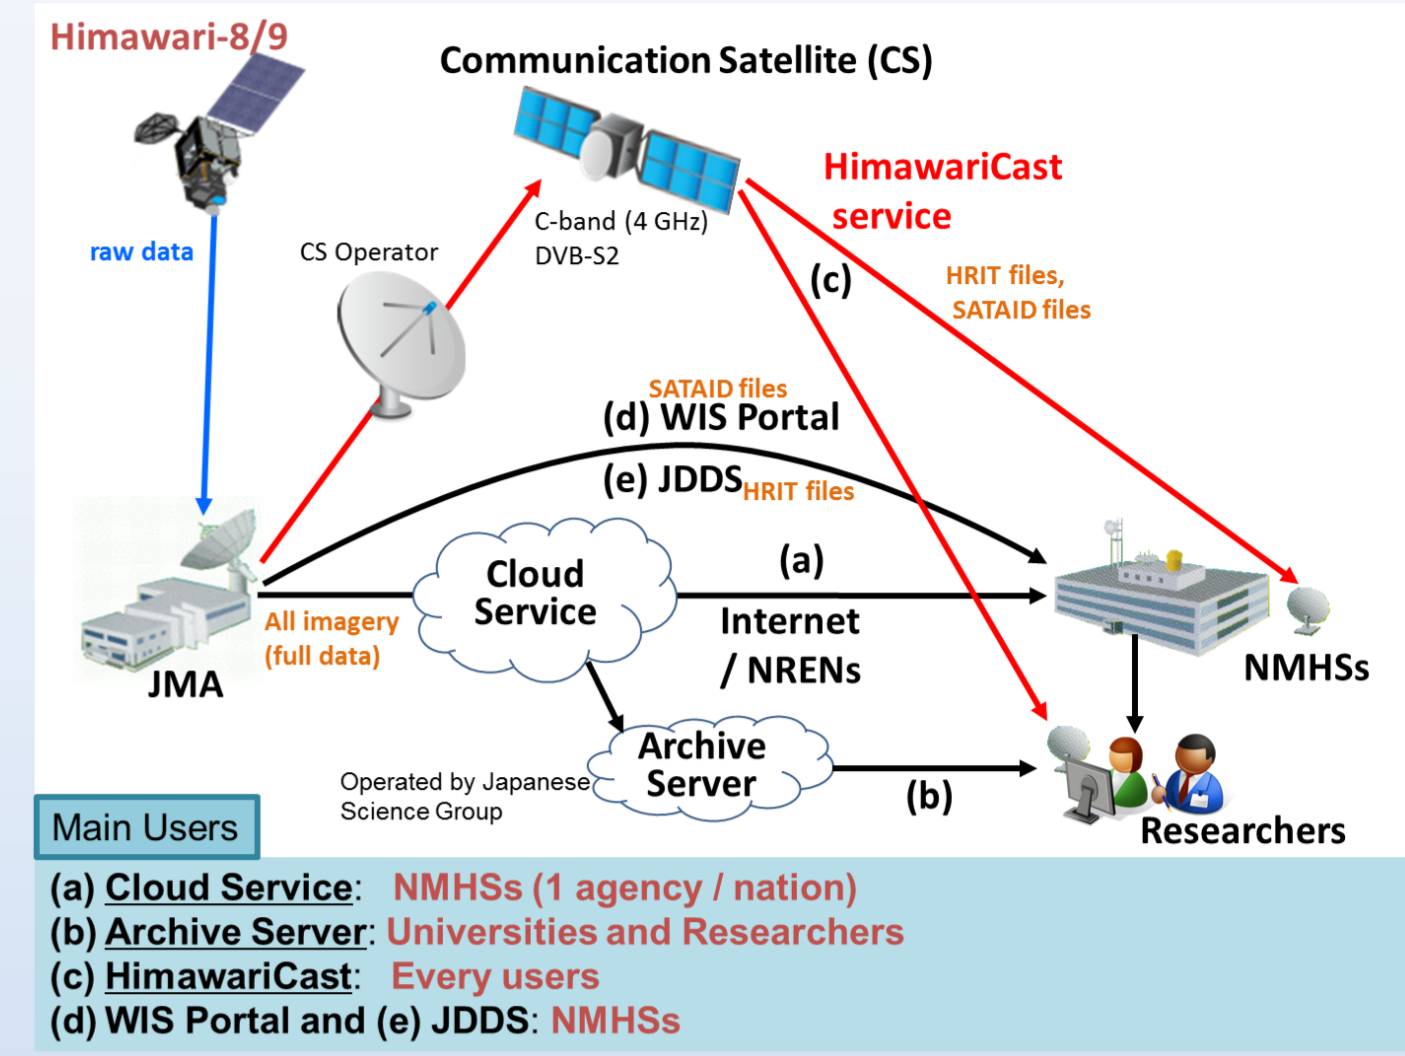 Himawari-8/9
Communication Satellite (CS)
HimawariCast
service
raw data
CS Operator
C-band (4 GHz)
DVB-S2
(c)
HRIT files,
SATAID files
SATAID files
(d) WIS Portal
(e) JDDS HRIT files
Cloud
Service
(a)
Internet
/ NRENs
All imagery
(full data)
JMA
NMHSs
Archive
Server
Operated by Japanese
Science Group
(b)
Researchers
Main Users
(a) Cloud Service: NMHSs (1 agency / nation)
(b) Archive Server: Universities and Researchers
(c) HimawariCast: Every users
(d) WIS Portal and (e) JDDS: NMHSs